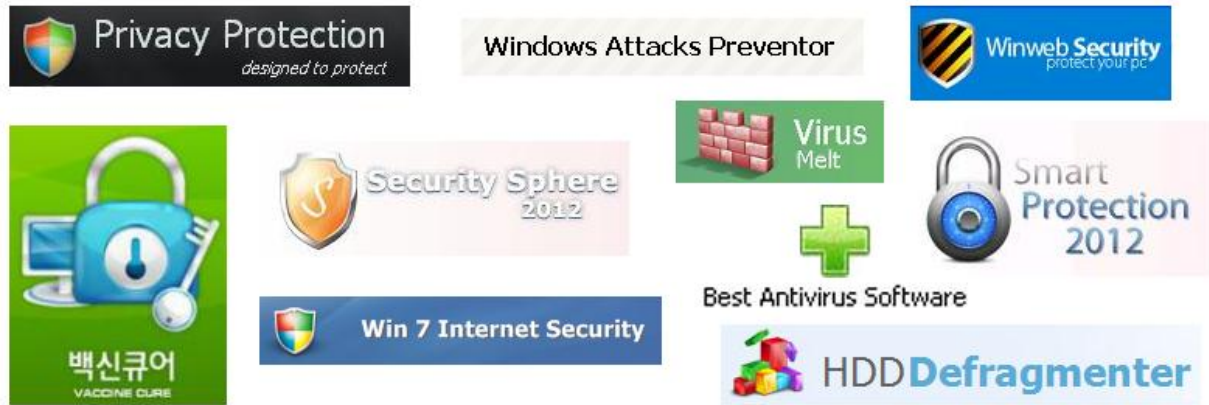 Privacy Protection
designed to protect
Windows Attacks Preventor
Winweb Security
protect your pc
Virus
Melt
Security Sphere
2012
Smart
Protection
2012
백신큐어
VACCINE CURE
Win 7 Internet Security
Best Antivirus Software
HDD Defragmenter